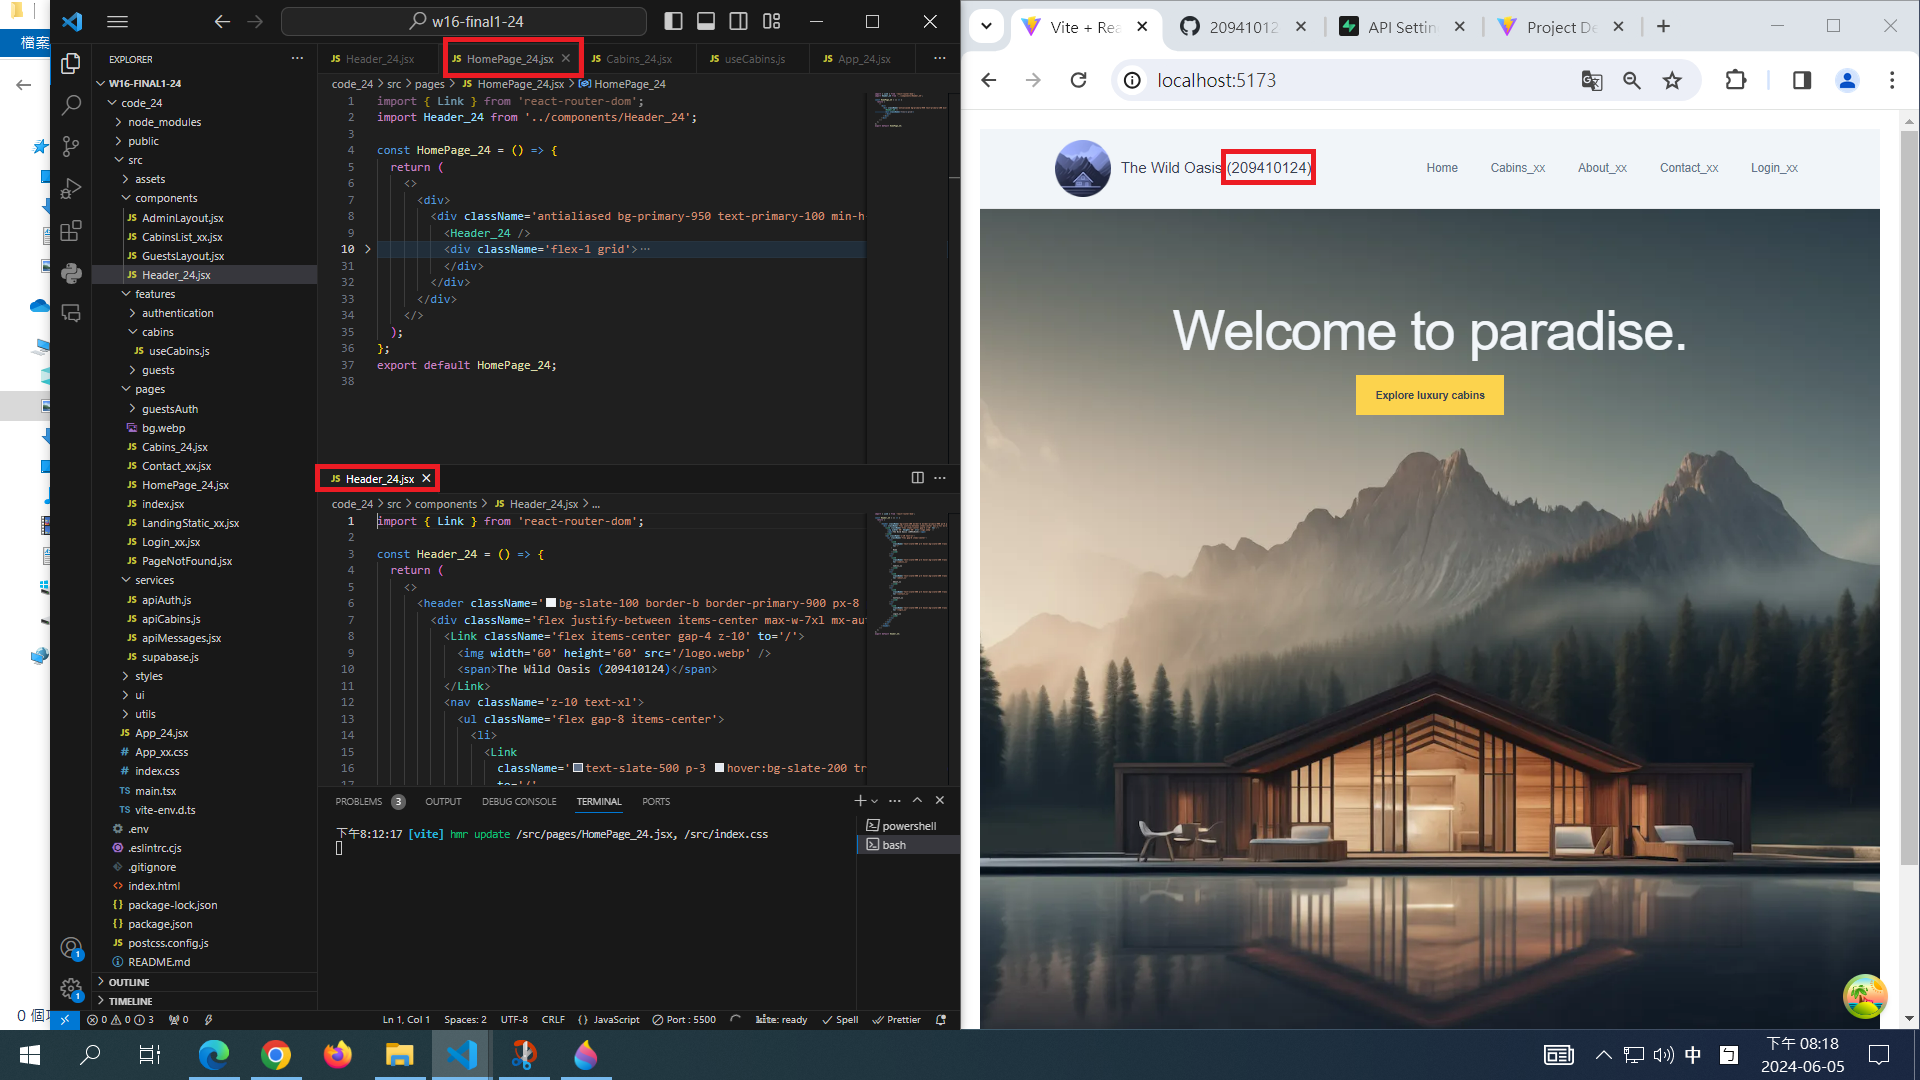 檔案
w16-final1-24
EXPLORER
W16-FINAL1-24
code_24
node_modules
public
src
assets
components
AdminLayout.jsx
CabinsList_xx.jsx
GuestsLayout.jsx
Header_24.jsx
features
authentication
cabins
useCabins.js
guests
pages
guestsAuth
bg.webp
Cabins_24.jsx
Contact_xx.jsx
HomePage_24.jsx
index.jsx
LandingStatic_xx.jsx
Login_xx.jsx
PageNotFound.jsx
services
apiAuth.js
apiCabins.js
apiMessages.jsx
supabase.js
styles
ui
utils
App_24.jsx
App_xx.css
index.css
main.tsx
vite-env.d.ts
.env
.eslintrc.cjs
.gitignore
index.html
package-lock.json
package.json
postcss.config.js
README.md
OUTLINE
TIMELINE
Header_24.jsx HomePage_24.jsx Cabins_24.jsx useCabins.js App_24.jsx
code_24 > src > pages > HomePage_24.jsx > HomePage_24
1 import { Link } from 'react-router-dom';
2 import Header_24 from '../components/Header_24';
3
4 const HomePage_24 = () => {
5 return (
6 <>
7 <div>
8 <div className='antialiased bg-primary-950 text-primary-100 min-h
9 <Header_24 />
10 <div className='flex-1 grid'>…
31 </div>
32 </div>
33 </div>
34 </>
35 );
36 };
37 export default HomePage_24;
38
Header_24.jsx
code_24 > src > components > Header_24.jsx > ...
1 import { Link } from 'react-router-dom';
2
3 const Header_24 = () => {
4 return (
5 <>
6 <header className='bg-slate-100 border-b border-primary-900 px-8
7 <div className='flex justify-between items-center max-w-7xl mx-au
8 <Link className='flex items-center gap-4 z-10' to='/'>
9 <img width='60' height='60' src='/logo.webp' />
10 <span>The Wild Oasis (209410124)</span>
11 </Link>
12 <nav className='z-10 text-xl'>
13 <ul className='flex gap-8 items-center'>
14 <li>
15 <Link
16 className='text-slate-500 p-3 hover:bg-slate-200 tr
17 to='/'
PROBLEMS 3 OUTPUT DEBUG CONSOLE TERMINAL PORTS
下午8:12:17 [vite] hmr update /src/pages/HomePage_24.jsx, /src/index.css
powershell
bash
0 0 3 0 Ln 1, Col 1 Spaces: 2 UTF-8 CRLF {} JavaScript Port : 5500 kite: ready Spell Prettier
Vite + Rea 20941012 API Settin Project De
localhost:5173
The Wild Oasis (209410124)
Home Cabins_xx About_xx Contact_xx Login_xx
Welcome to paradise.
Explore luxury cabins
中
ㄅ
下午 08:18
2024-06-05